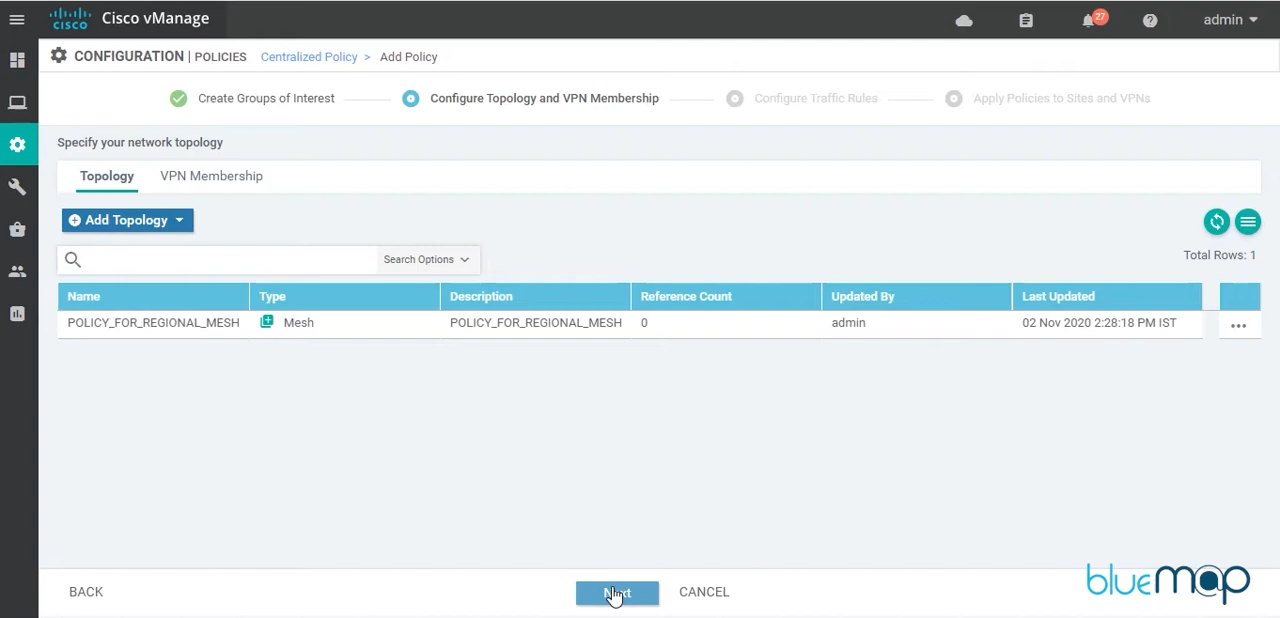 cisco Cisco vManage
27
admin
CONFIGURATION | POLICIES Centralized Policy > Add Policy
Create Groups of Interest
Configure Topology and VPN Membership
Configure Traffic Rules
Apply Policies to Sites and VPNs
Specify your network topology
Topology VPN Membership
Add Topology
Search Options
Total Rows: 1
Name Type Description Reference Count Updated By Last Updated
POLICY_FOR_REGIONAL_MESH Mesh POLICY_FOR_REGIONAL_MESH 0 admin 02 Nov 2020 2:28:18 PM IST
BACK Next CANCEL
bluemap